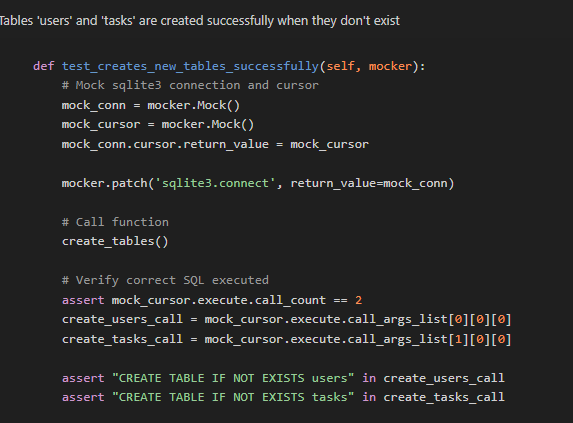 Tables 'users' and 'tasks' are created successfully when they don't exist
def test_creates_new_tables_successfully(self, mocker):
# Mock sqlite3 connection and cursor
mock_conn = mocker.Mock()
mock_cursor = mocker.Mock()
mock_conn.cursor.return_value = mock_cursor
mocker.patch('sqlite3.connect', return_value=mock_conn)
# Call function
create_tables()
# Verify correct SQL executed
assert mock_cursor.execute.call_count == 2
create_users_call = mock_cursor.execute.call_args_list[0][0][0]
create_tasks_call = mock_cursor.execute.call_args_list[1][0][0]
assert "CREATE TABLE IF NOT EXISTS users" in create_users_call
assert "CREATE TABLE IF NOT EXISTS tasks" in create_tasks_call